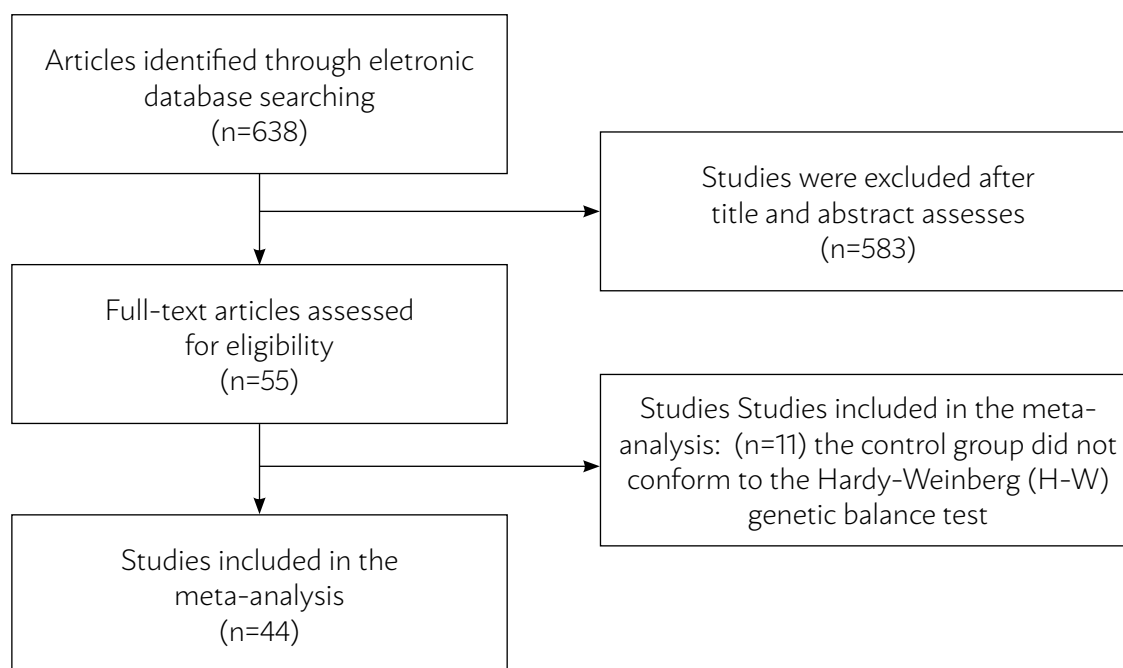 Articles identified through eletronic
database searching
(n=638)
Studies were excluded after
title and abstract assesses
(n=583)
Full-text articles assessed
for eligibility
(n=55)
Studies Studies included in the meta-
analysis:  (n=11) the control group did not
conform to the Hardy-Weinberg (H-W)
genetic balance test
Studies included in the
meta-analysis
(n=44)